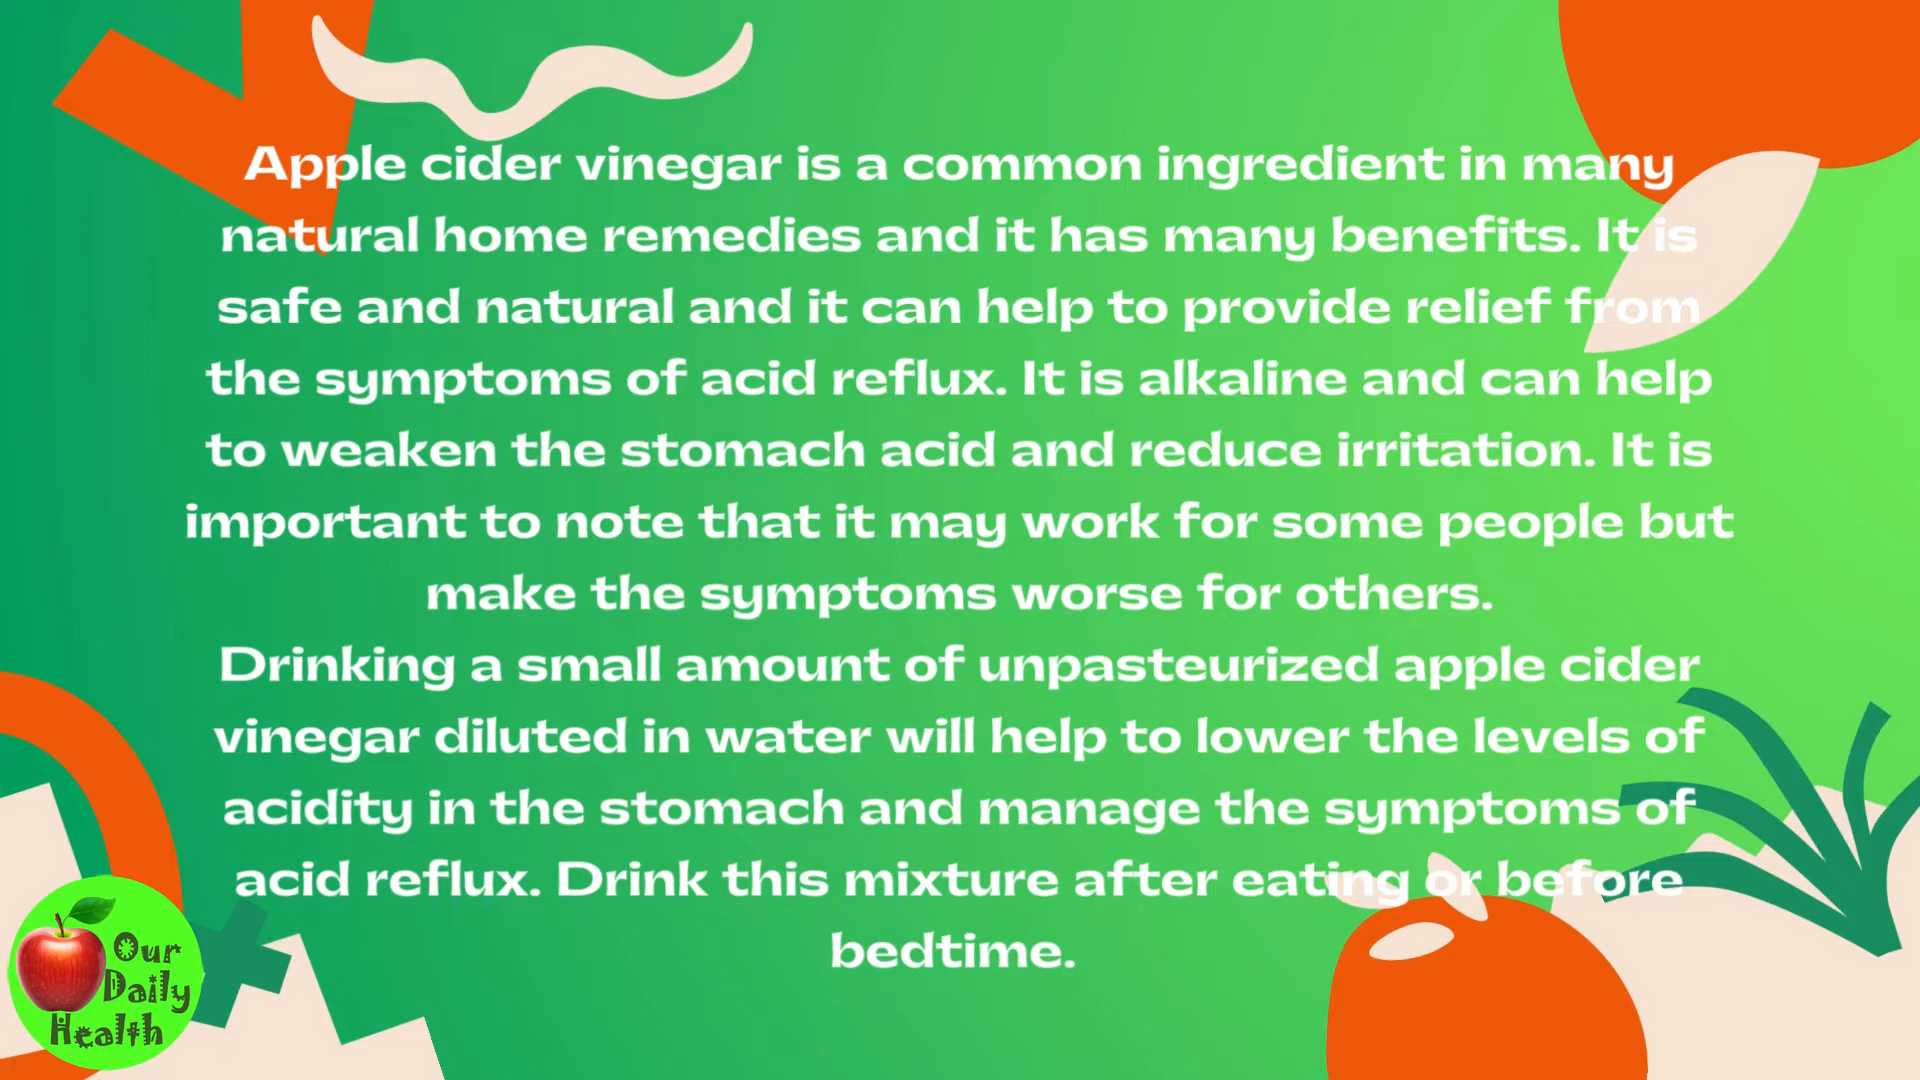 Apple cider vinegar is a common ingredient in many
natural home remedies and it has many benefits. It is
safe and natural and it can help to provide relief from
the symptoms of acid reflux. It is alkaline and can help
to weaken the stomach acid and reduce irritation. It is
important to note that it may work for some people but
make the symptoms worse for others.
Drinking a small amount of unpasteurized apple cider
vinegar diluted in water will help to lower the levels of
acidity in the stomach and manage the symptoms of
acid reflux. Drink this mixture after eating or before
bedtime.
Our
Daily
Health